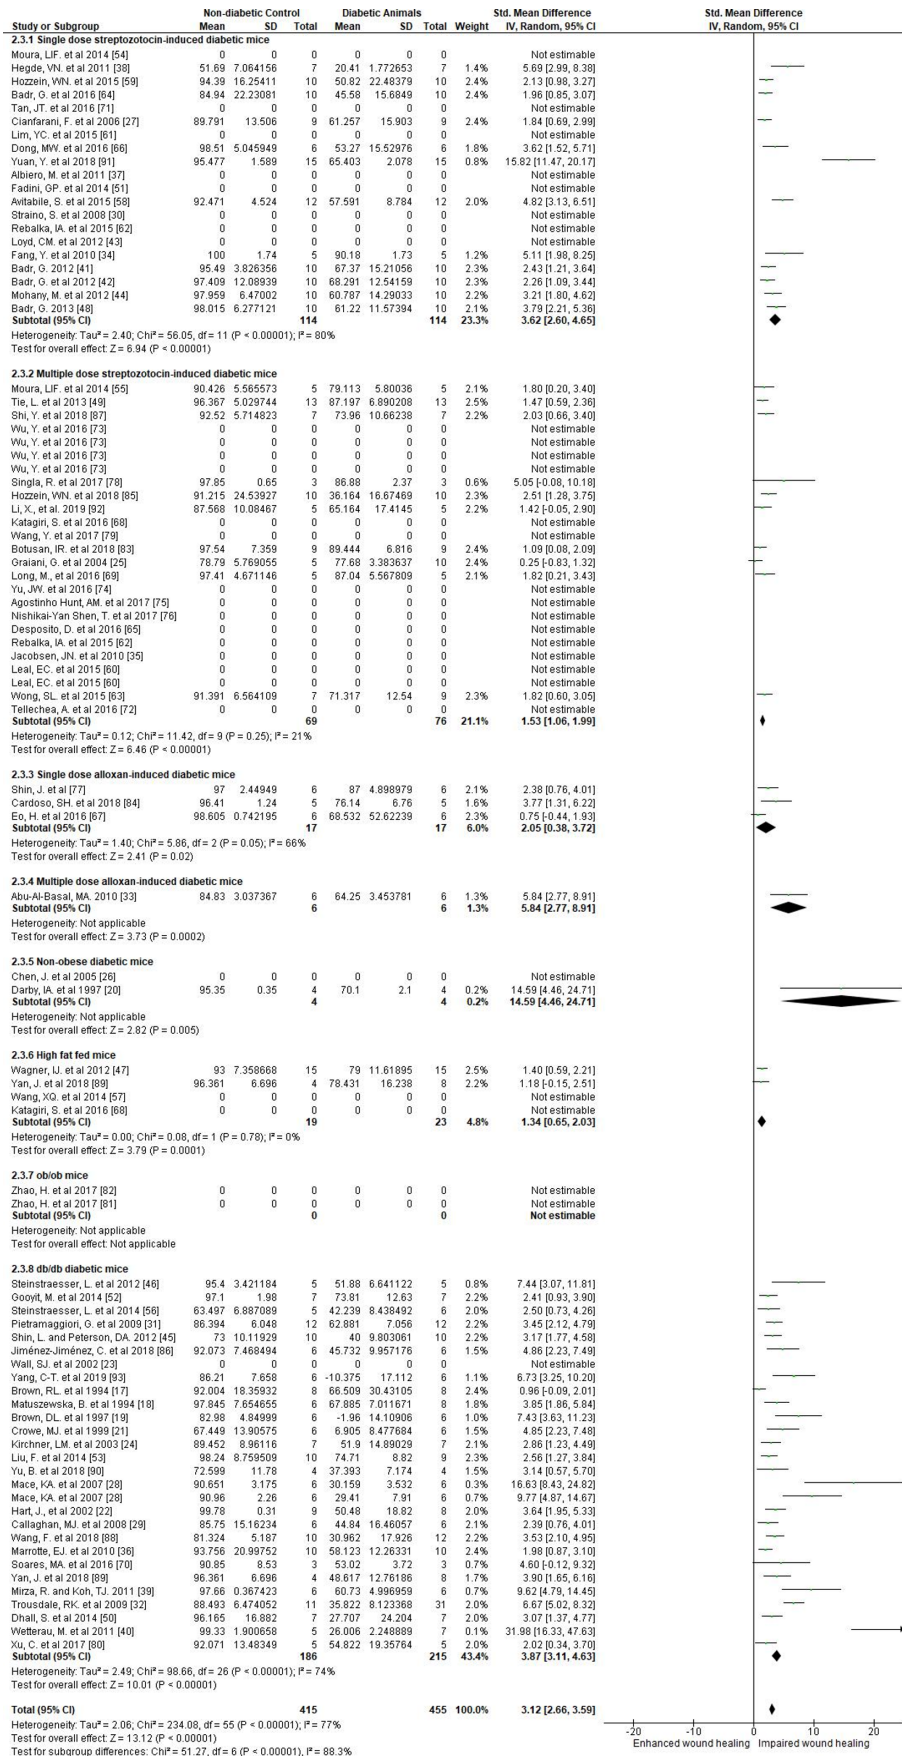 Non-diabetic Control Diabetic Animals Std. Mean Difference Std. Mean Difference
Study or Subgroup Mean SD Total Mean SD Total Weight IV, Random, 95% CI IV, Random, 95% CI
2.3.1 Single dose streptozotocin-induced diabetic mice
Moura, LIF. et al 2014 [54] 0 0 0 0 0 0 Not estimable
Hegde, VN. et al 2011 [38] 51.69 7.064156 7 20.41 1.772653 7 1.4% 5.69 [2.99, 8.38]
Hozzein, WN. et al 2015 [59] 94.39 16.25411 10 50.82 22.48379 10 2.4% 2.13 [0.98, 3.27]
Badr, G. et al 2016 [64] 84.94 22.23081 10 45.58 15.6849 10 2.4% 1.96 [0.85, 3.07]
Tan, JT. et al 2016 [71] 0 0 0 0 0 0 Not estimable
Cianfarani, F. et al 2006 [27] 89.791 13.506 9 61.257 15.903 9 2.4% 1.84 [0.69, 2.99]
Lim, YC. et al 2015 [61] 0 0 0 0 0 0 Not estimable
Dong, MW. et al 2016 [66] 98.51 5.045949 6 53.27 15.52976 6 1.8% 3.62 [1.52, 5.71]
Yuan, Y. et al 2018 [91] 95.477 1.589 15 65.403 2.078 15 0.8% 15.82 [11.47, 20.17]
Albiero, M. et al 2011 [37] 0 0 0 0 0 0 Not estimable
Fadini, GP. et al 2014 [51] 0 0 0 0 0 0 Not estimable
Avitabile, S. et al 2015 [58] 92.471 4.524 12 57.591 8.784 12 2.0% 4.82 [3.13, 6.51]
Straino, S. et al 2008 [30] 0 0 0 0 0 0 Not estimable
Rebalka, IA. et al 2015 [62] 0 0 0 0 0 0 Not estimable
Loyd, CM. et al 2012 [43] 0 0 0 0 0 0 Not estimable
Fang, Y. et al 2010 [34] 100 1.74 5 90.18 1.73 5 1.2% 5.11 [1.98, 8.25]
Badr, G. 2012 [41] 95.49 3.826356 10 67.37 15.21056 10 2.3% 2.43 [1.21, 3.64]
Badr, G. et al 2012 [42] 97.409 12.08939 10 68.291 12.54159 10 2.3% 2.26 [1.09, 3.44]
Mohany, M. et al 2012 [44] 97.959 6.47002 10 60.787 14.29033 10 2.2% 3.21 [1.80, 4.62]
Badr, G. et al 2013 [48] 98.015 6.277121 10 61.22 11.57394 10 2.1% 3.79 [2.21, 5.36]
Subtotal (95% CI) 114 114 23.3% 3.62 [2.60, 4.65]
Heterogeneity: Tau² = 2.40; Chi² = 56.05, df = 11 (P < 0.00001); I² = 80%
Test for overall effect: Z = 6.94 (P < 0.00001)
2.3.2 Multiple dose streptozotocin-induced diabetic mice
Moura, LIF. et al 2014 [55] 90.426 5.565573 5 79.113 5.80036 5 2.1% 1.80 [0.20, 3.40]
Tie, L. et al 2013 [49] 96.367 5.029744 13 87.197 6.890208 13 2.5% 1.47 [0.59, 2.36]
Shi, Y. et al 2018 [87] 92.52 5.714823 7 73.96 10.66238 7 2.2% 2.03 [0.66, 3.40]
Wu, Y. et al 2016 [73] 0 0 0 0 0 0 Not estimable
Wu, Y. et al 2016 [73] 0 0 0 0 0 0 Not estimable
Wu, Y. et al 2016 [73] 0 0 0 0 0 0 Not estimable
Wu, Y. et al 2016 [73] 0 0 0 0 0 0 Not estimable
Singla, R. et al 2017 [78] 97.85 0.65 3 86.88 2.37 3 0.6% 5.05 [-0.08, 10.18]
Hozzein, WN. et al 2018 [85] 91.215 24.53927 10 36.164 16.67469 10 2.3% 2.51 [1.28, 3.75]
Li, X., et al. 2019 [92] 87.568 10.08467 5 65.164 17.4145 5 2.2% 1.42 [-0.05, 2.90]
Katagiri, S. et al 2016 [68] 0 0 0 0 0 0 Not estimable
Wang, Y. et al 2017 [79] 0 0 0 0 0 0 Not estimable
Botusan, IR. et al 2018 [83] 97.54 7.359 9 89.444 6.816 9 2.4% 1.09 [0.08, 2.09]
Graiani, G. et al 2004 [25] 78.79 5.769055 5 77.68 3.383637 10 2.4% 0.25 [-0.83, 1.32]
Long, M., et al 2016 [69] 97.41 4.671146 5 87.04 5.567809 5 2.1% 1.82 [0.21, 3.43]
Yu, JW. et al 2016 [74] 0 0 0 0 0 0 Not estimable
Agostinho Hunt, AM. et al 2017 [75] 0 0 0 0 0 0 Not estimable
Nishikai-Yan Shen, T. et al 2017 [76] 0 0 0 0 0 0 Not estimable
Desposito, D. et al 2016 [65] 0 0 0 0 0 0 Not estimable
Rebalka, IA. et al 2015 [62] 0 0 0 0 0 0 Not estimable
Jacobsen, JN. et al 2010 [35] 0 0 0 0 0 0 Not estimable
Leal, EC. et al 2015 [60] 0 0 0 0 0 0 Not estimable
Leal, EC. et al 2015 [60] 0 0 0 0 0 0 Not estimable
Wong, SL. et al 2015 [63] 91.391 6.564109 7 71.317 12.54 9 2.3% 1.82 [0.60, 3.05]
Tellechea, A. et al 2016 [72] 0 0 0 0 0 0 Not estimable
Subtotal (95% CI) 69 76 21.1% 1.53 [1.06, 1.99]
Heterogeneity: Tau² = 0.12; Chi² = 11.42, df = 9 (P = 0.25); I² = 21%
Test for overall effect: Z = 6.46 (P < 0.00001)
2.3.3 Single dose alloxan-induced diabetic mice
Shin, J. et al [77] 97 2.44949 6 87 4.898979 6 2.1% 2.38 [0.76, 4.01]
Cardoso, SH. et al 2018 [84] 96.41 1.24 5 76.14 6.76 5 1.6% 3.77 [1.31, 6.22]
Eo, H. et al 2016 [67] 98.605 0.742195 6 68.532 52.62239 6 2.3% 0.75 [-0.44, 1.93]
Subtotal (95% CI) 17 17 6.0% 2.05 [0.38, 3.72]
Heterogeneity: Tau² = 1.40; Chi² = 5.86, df = 2 (P = 0.05); I² = 66%
Test for overall effect: Z = 2.41 (P = 0.02)
2.3.4 Multiple dose alloxan-induced diabetic mice
Abu-Al-Basal, MA. 2010 [33] 84.83 3.037367 6 64.25 3.453781 6 1.3% 5.84 [2.77, 8.91]
Subtotal (95% CI) 6 6 1.3% 5.84 [2.77, 8.91]
Heterogeneity: Not applicable
Test for overall effect: Z = 3.73 (P = 0.0002)
2.3.5 Non-obese diabetic mice
Chen, J. et al 2005 [26] 0 0 0 0 0 0 Not estimable
Darby, IA. et al 1997 [20] 95.35 0.35 4 70.1 2.1 4 0.2% 14.59 [4.46, 24.71]
Subtotal (95% CI) 4 4 0.2% 14.59 [4.46, 24.71]
Heterogeneity: Not applicable
Test for overall effect: Z = 2.82 (P = 0.005)
2.3.6 High fat fed mice
Wagner, IJ. et al 2012 [47] 93 7.358668 15 79 11.61895 15 2.5% 1.40 [0.59, 2.21]
Yan, J. et al 2018 [89] 96.361 6.696 4 78.431 16.238 8 2.2% 1.18 [-0.15, 2.51]
Wang, XQ. et al 2014 [57] 0 0 0 0 0 0 Not estimable
Katagiri, S. et al 2016 [68] 0 0 0 0 0 0 Not estimable
Subtotal (95% CI) 19 23 4.8% 1.34 [0.65, 2.03]
Heterogeneity: Tau² = 0.00; Chi² = 0.08, df = 1 (P = 0.78); I² = 0%
Test for overall effect: Z = 3.79 (P = 0.0001)
2.3.7 ob/ob mice
Zhao, H. et al 2017 [82] 0 0 0 0 0 0 Not estimable
Zhao, H. et al 2017 [81] 0 0 0 0 0 0 Not estimable
Subtotal (95% CI) 0 0 Not estimable
Heterogeneity: Not applicable
Test for overall effect: Not applicable
2.3.8 db/db diabetic mice
Steinstraesser, L. et al 2012 [46] 95.4 3.421184 5 51.88 6.641122 5 0.8% 7.44 [3.07, 11.81]
Gooyit, M. et al 2014 [52] 97.1 1.98 7 73.81 12.63 7 2.2% 2.41 [0.93, 3.90]
Steinstraesser, L. et al 2014 [56] 63.497 6.887089 5 42.239 8.438492 6 2.0% 2.50 [0.73, 4.26]
Pietramaggiori, G. et al 2009 [31] 86.394 6.048 12 62.881 7.056 12 2.2% 3.45 [2.12, 4.79]
Shin, L. and Peterson, DA. 2012 [45] 73 10.11929 10 40 9.803061 10 2.2% 3.17 [1.77, 4.58]
Jiménez-Jiménez, C. et al 2018 [86] 92.073 7.468494 6 45.732 9.957176 6 1.5% 4.86 [2.23, 7.49]
Wall, SJ. et al 2002 [23] 0 0 0 0 0 0 Not estimable
Yang, C-T. et al 2019 [93] 86.21 7.658 6 -10.375 17.112 6 1.1% 6.73 [3.25, 10.20]
Brown, RL. et al 1994 [17] 92.004 18.35932 8 66.509 30.43105 8 2.4% 0.96 [-0.09, 2.01]
Matuszewska, B. et al 1994 [18] 97.845 7.654655 6 67.885 7.011671 8 1.9% 3.85 [1.86, 5.84]
Brown, DL. et al 1997 [19] 82.98 4.84999 6 -1.96 14.10906 6 1.0% 7.43 [3.63, 11.23]
Crowe, MJ. et al 1999 [21] 67.449 13.90575 6 6.905 8.477684 6 1.5% 4.85 [2.23, 7.48]
Kirchner, LM. et al 2003 [24] 89.452 8.96116 7 51.9 14.89029 7 2.1% 2.86 [1.23, 4.49]
Liu, F. et al 2014 [53] 98.24 8.759509 10 74.71 8.82 9 2.3% 2.56 [1.27, 3.84]
Yu, B. et al 2018 [90] 72.599 11.78 4 37.393 7.174 4 1.5% 3.14 [0.57, 5.70]
Mace, KA. et al 2007 [28] 90.651 3.175 6 30.159 3.532 6 0.3% 16.63 [8.43, 24.82]
Mace, KA. et al 2007 [28] 90.96 2.26 6 29.41 7.91 6 0.7% 9.77 [4.87, 14.67]
Hart, J., et al 2002 [22] 99.78 0.31 9 50.48 18.82 8 2.0% 3.64 [1.95, 5.33]
Callaghan, MJ. et al 2008 [29] 85.75 15.16234 6 44.84 16.46057 6 2.1% 2.39 [0.76, 4.01]
Wang, F. et al 2018 [88] 81.324 5.187 10 30.962 17.926 12 2.2% 3.53 [2.10, 4.95]
Marrotte, EJ. et al 2010 [36] 93.756 20.99752 10 58.123 12.26331 10 2.4% 1.98 [0.87, 3.10]
Soares, MA. et al 2016 [70] 90.85 8.53 3 53.02 3.72 3 0.7% 4.60 [-0.12, 9.32]
Yan, J. et al 2018 [89] 96.361 6.696 4 48.617 12.76186 8 1.7% 3.90 [1.65, 6.16]
Mirza, R. and Koh, TJ. 2011 [39] 97.66 0.367423 6 60.73 4.996959 6 0.7% 9.62 [4.79, 14.45]
Trousdale, RK. et al 2009 [32] 88.493 6.474052 11 35.822 8.123368 31 2.1% 6.67 [5.02, 8.32]
Dhall, S. et al 2014 [50] 96.165 16.882 7 27.707 24.204 7 2.0% 3.07 [1.37, 4.77]
Wetterau, M. et al 2011 [40] 99.33 1.900658 5 26.006 2.248811 7 0.1% 31.98 [16.33, 47.63]
Xu, C. et al 2017 [80] 92.071 13.48349 5 54.822 19.35764 5 2.0% 2.02 [0.34, 3.70]
Subtotal (95% CI) 186 215 43.4% 3.87 [3.11, 4.63]
Heterogeneity: Tau² = 2.49; Chi² = 98.66, df = 26 (P < 0.00001); I² = 74%
Test for overall effect: Z = 10.01 (P < 0.00001)
Total (95% CI) 415 455 100.0% 3.12 [2.66, 3.59]
Heterogeneity: Tau² = 2.06; Chi² = 234.08, df = 55 (P < 0.00001); I² = 77%
Test for overall effect: Z = 13.12 (P < 0.00001)
Test for subgroup differences: Chi² = 51.27, df = 6 (P < 0.00001), I² = 88.3%
-20 -10 0 10 20
Enhanced wound healing Impaired wound healing